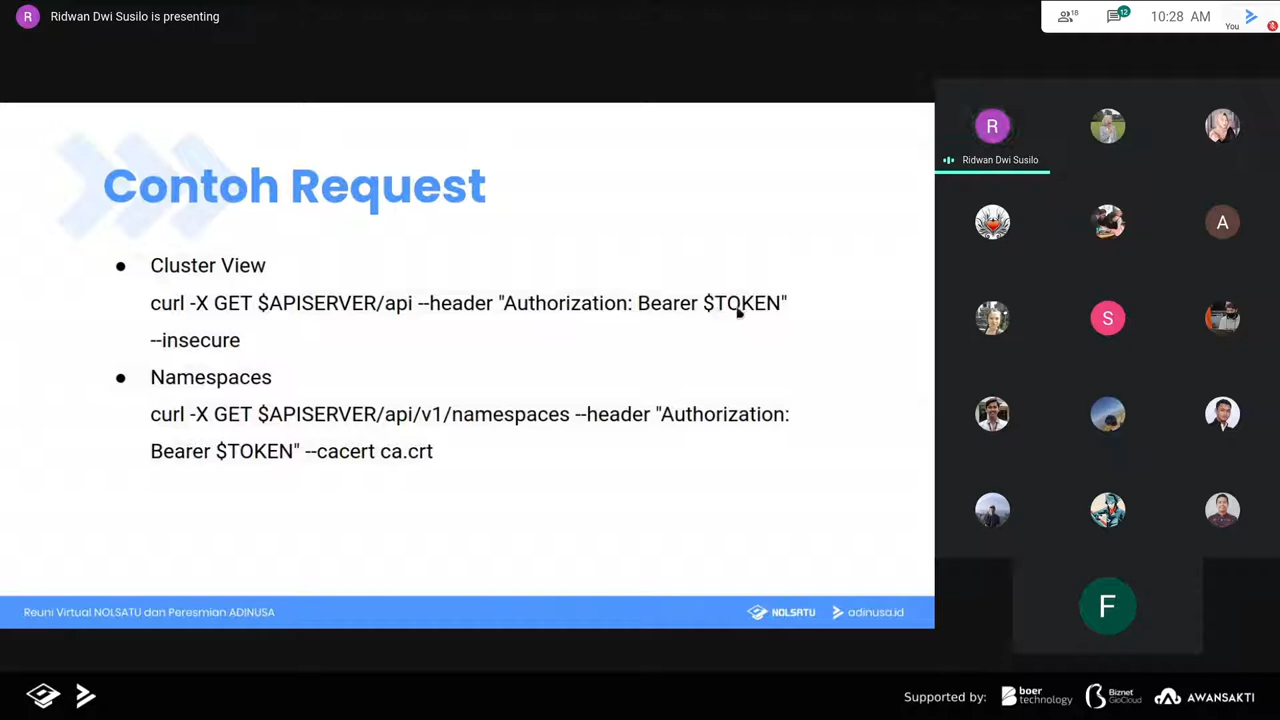 R Ridwan Dwi Susilo is presenting
18
12
10:28 AM
You
Contoh Request
● Cluster View
curl -X GET $APISERVER/api --header "Authorization: Bearer $TOKEN"
--insecure
● Namespaces
curl -X GET $APISERVER/api/v1/namespaces --header "Authorization:
Bearer $TOKEN" --cacert ca.crt
R
Ridwan Dwi Susilo
A
S
F
Reuni Virtual NOLSATU dan Peresmian ADINUSA
NOLSATU
adinusa.id
Supported by:
boer
technology
Biznet
GioCloud
AWANSAKTI